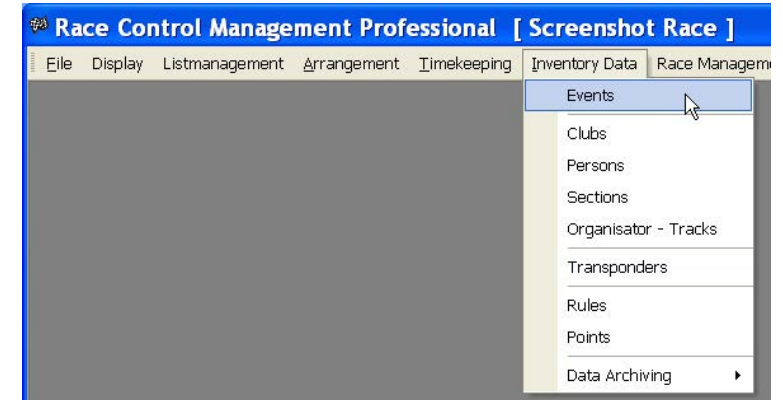 Race Control Management Professional [ Screenshot Race ]
File Display Listmanagement Arrangement Timekeeping Inventory Data Race
Events
Clubs
Persons
Sections
Organisator - Tracks
Transponders
Rules
Points
Data Archiving